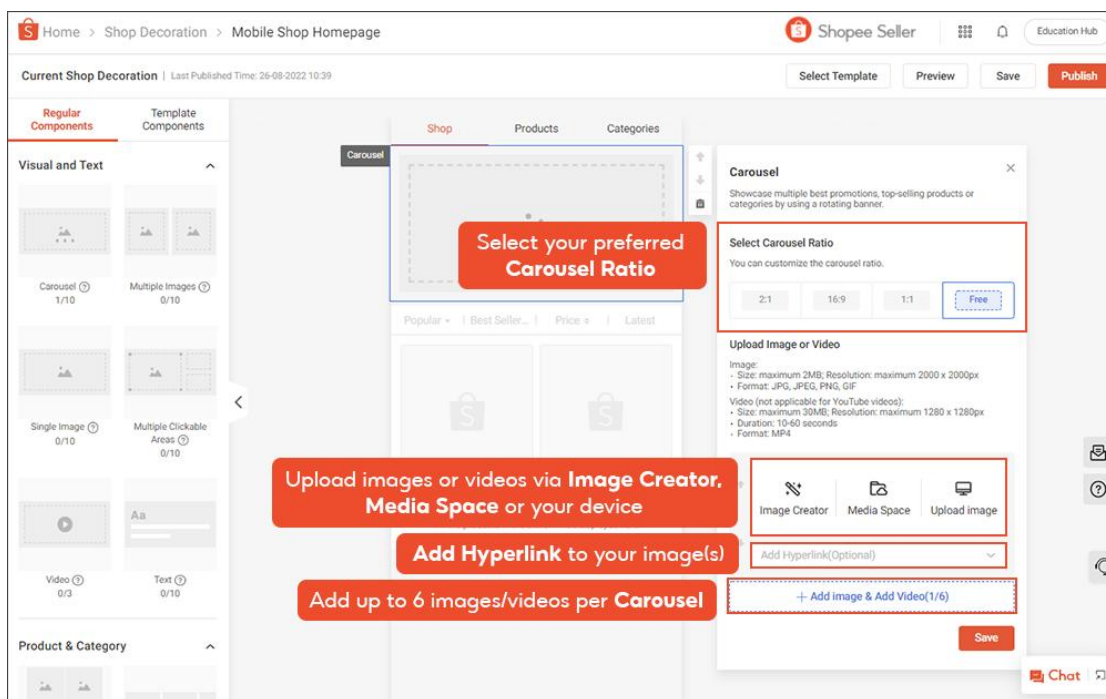 Home > Shop Decoration > Mobile Shop Homepage
Shopee Seller
Education Hub
Current Shop Decoration | Last Published Time: 26-08-2022 10:39
Select Template
Preview
Save
Publish
Regular Components
Template Components
Visual and Text
Carousel
1/10
Multiple Images
0/10
Single Image
0/10
Multiple Clickable
Areas
0/10
Video
0/3
Aa
Text
0/10
Product & Category
Shop Products Categories
Carousel
Popular | Best Seller... | Price | Latest
Select your preferred
Carousel Ratio
Upload images or videos via Image Creator,
Media Space or your device
Add Hyperlink to your image(s)
Add up to 6 images/videos per Carousel
Carousel
Showcase multiple best promotions, top-selling products or
categories by using a rotating banner.
Select Carousel Ratio
You can customize the carousel ratio.
2:1 16:9 1:1 Free
Upload Image or Video
Image:
- Size: maximum 2MB; Resolution: maximum 2000 x 2000px
- Format: JPG, JPEG, PNG, GIF
Video (not applicable for YouTube videos):
- Size: maximum 30MB; Resolution: maximum 1280 x 1280px
- Duration: 10-60 seconds
- Format: MP4
Image Creator
Media Space
Upload image
Add Hyperlink(Optional)
+ Add image & Add Video(1/6)
Save
Chat